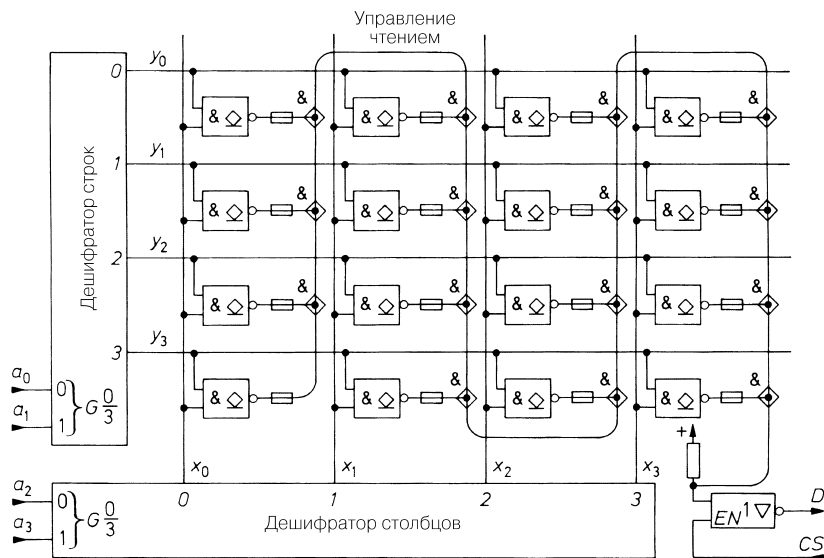 Управление
чтением
y₀
0
& & & &
& & & &
1
y₁
& & & &
& & & &
Дешифратор строк
2
y₂
& & & &
& & & &
3
y₃
& & &
& & & &
a₀
0
a₁
1
G 0/3
+
x₀ x₁ x₂ x₃
0 1 2 3
a₂
0
a₃
1
G 0/3
Дешифратор столбцов
EN 1 ▽
D
CS